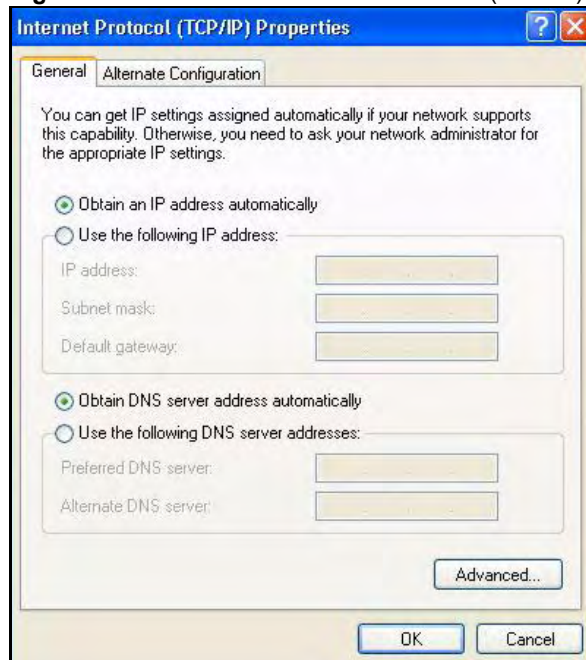 Internet Protocol (TCP/IP) Properties
General
Alternate Configuration
You can get IP settings assigned automatically if your network supports
this capability. Otherwise, you need to ask your network administrator for
the appropriate IP settings.
Obtain an IP address automatically
Use the following IP address:
IP address:
Subnet mask:
Default gateway:
Obtain DNS server address automatically
Use the following DNS server addresses:
Preferred DNS server:
Alternate DNS server:
Advanced...
OK
Cancel